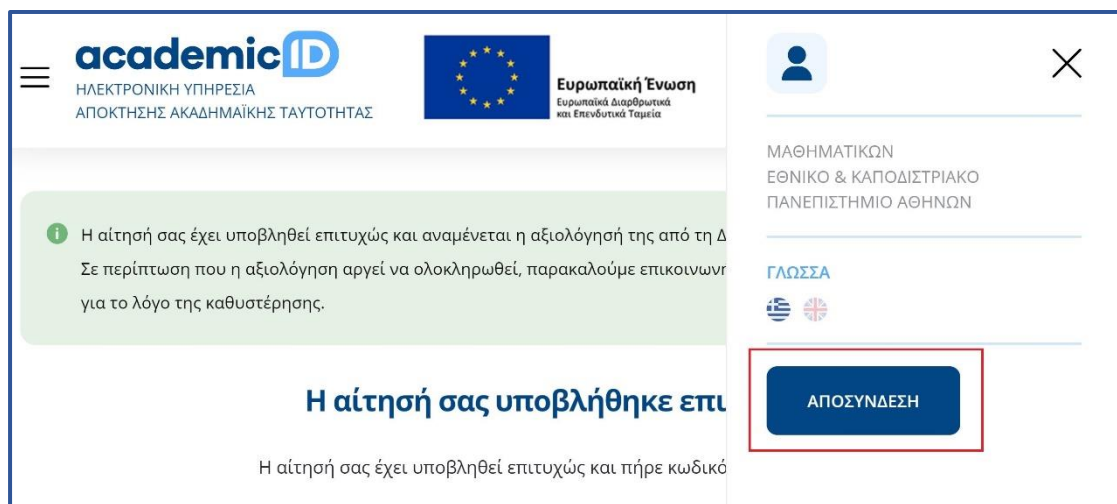 academicID
ΗΛΕΚΤΡΟΝΙΚΗ ΥΠΗΡΕΣΙΑ
ΑΠΟΚΤΗΣΗΣ ΑΚΑΔΗΜΑΪΚΗΣ ΤΑΥΤΟΤΗΤΑΣ
Ευρωπαϊκή Ένωση
Ευρωπαϊκά Διαρθρωτικά
και Επενδυτικά Ταμεία
Η αίτησή σας έχει υποβληθεί επιτυχώς και αναμένεται η αξιολόγησή της από τη Δ
Σε περίπτωση που η αξιολόγηση αργεί να ολοκληρωθεί, παρακαλούμε επικοινων
για το λόγο της καθυστέρησης.
Η αίτησή σας υποβλήθηκε επι
Η αίτησή σας έχει υποβληθεί επιτυχώς και πήρε κωδικό
ΜΑΘΗΜΑΤΙΚΩΝ
ΕΘΝΙΚΟ & ΚΑΠΟΔΙΣΤΡΙΑΚΟ
ΠΑΝΕΠΙΣΤΗΜΙΟ ΑΘΗΝΩΝ
ΓΛΩΣΣΑ
ΑΠΟΣΥΝΔΕΣΗ